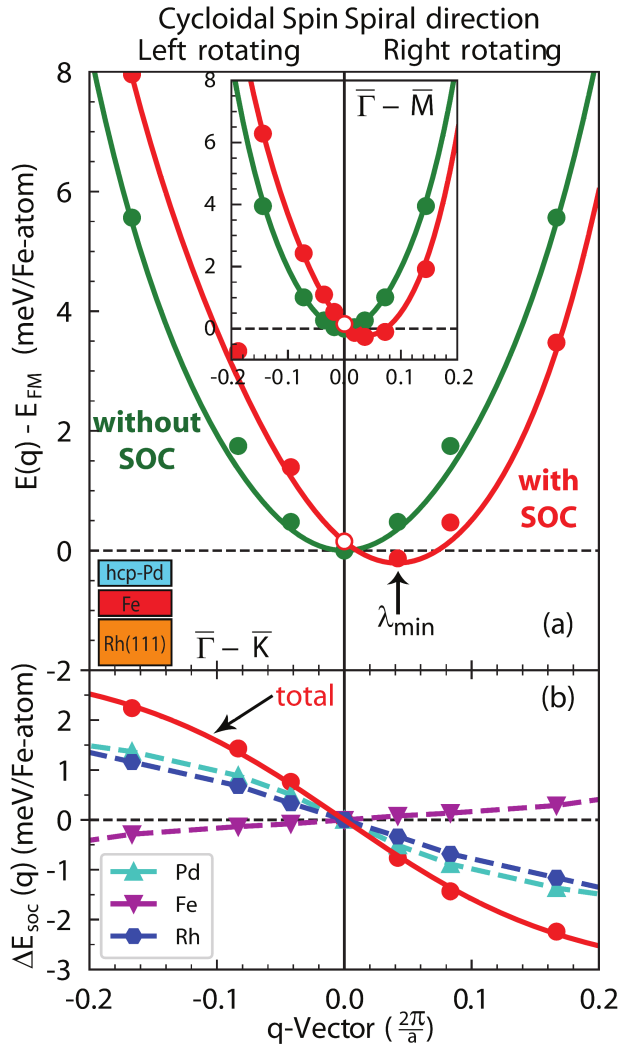 Cycloidal Spin Spiral direction
Left rotating Right rotating
8
6
4
2
0
-2
E(q) - E_FM (meV/Fe-atom)
Γ̅ – M̅
8
6
4
2
0
-0.2 0.0 0.1 0.2
without
SOC
with
SOC
λmin
hcp-Pd
Fe
Rh(111)
Γ̅ – K̅
(a)
(b)
total
2
1
0
-1
-2
-3
ΔE_soc (q) (meV/Fe-atom)
Pd
Fe
Rh
-0.2 -0.1 0.0 0.1 0.2
q-Vector (2π/a)